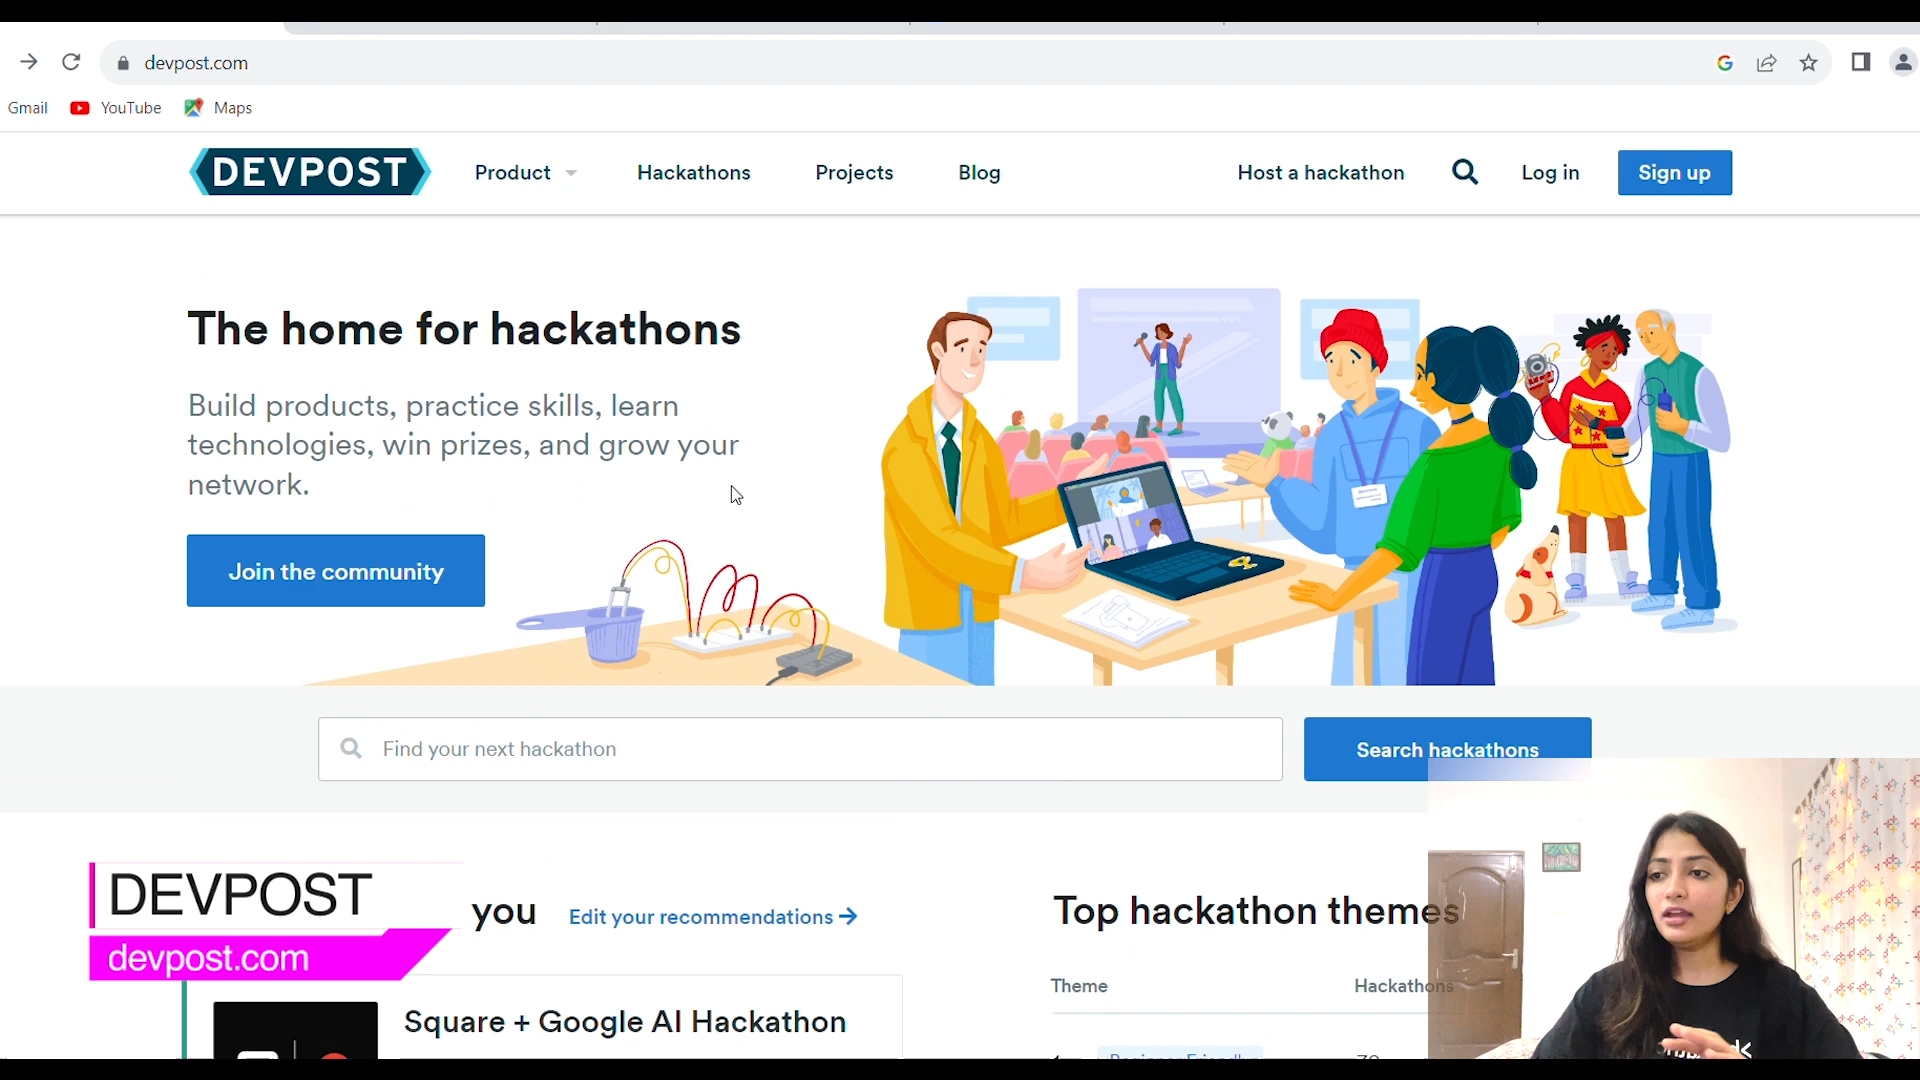 devpost.com
Gmail YouTube Maps
DEVPOST Product Hackathons Projects Blog Host a hackathon Log in Sign up
The home for hackathons
Build products, practice skills, learn
technologies, win prizes, and grow your
network.
Join the community
Find your next hackathon Search hackathons
DEVPOST
devpost.com
you Edit your recommendations
Top hackathon themes
Theme Hackathons
Square + Google AI Hackathon